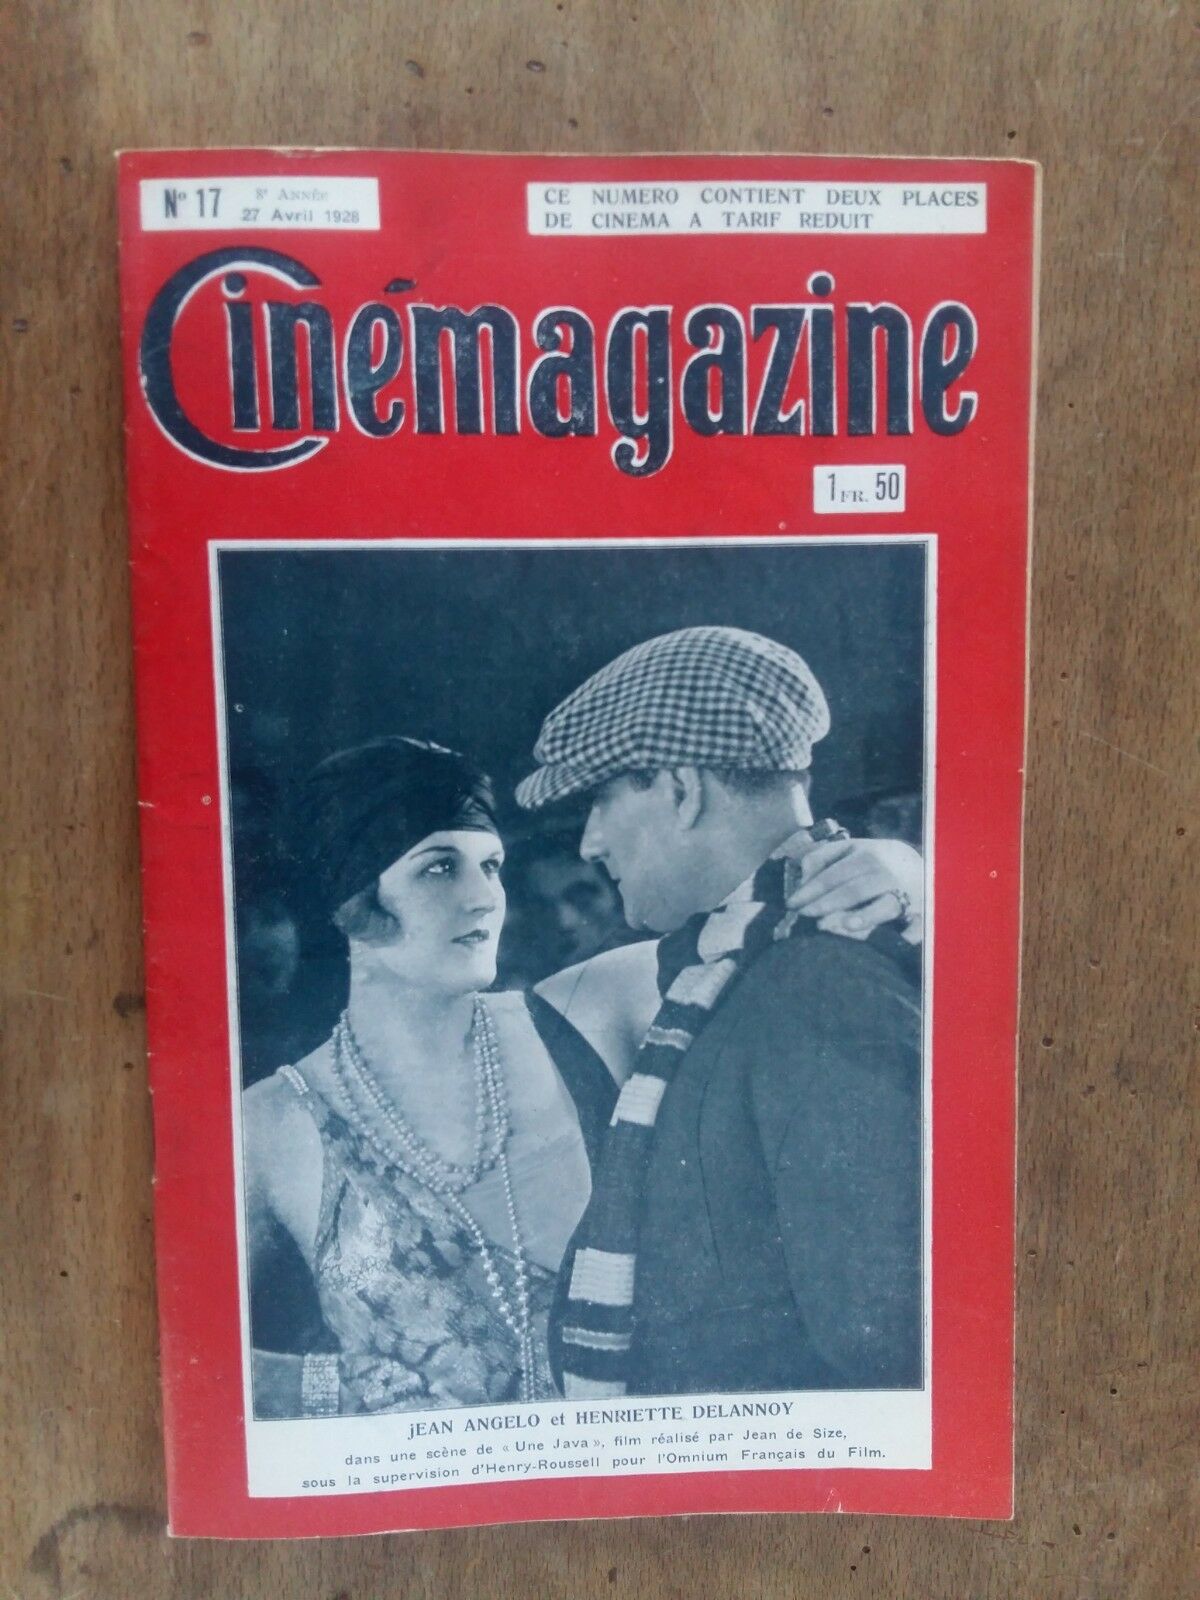 Nº 17
8e ANNÉE
27 Avril 1928
CE NUMERO CONTIENT DEUX PLACES
DE CINEMA A TARIF REDUIT
Cinémagazine
1 FR. 50
jEAN ANGELO et HENRIETTE DELANNOY
dans une scène de « Une Java », film réalisé par Jean de Size,
sous la supervision d'Henry-Roussell pour l'Omnium Français du Film.